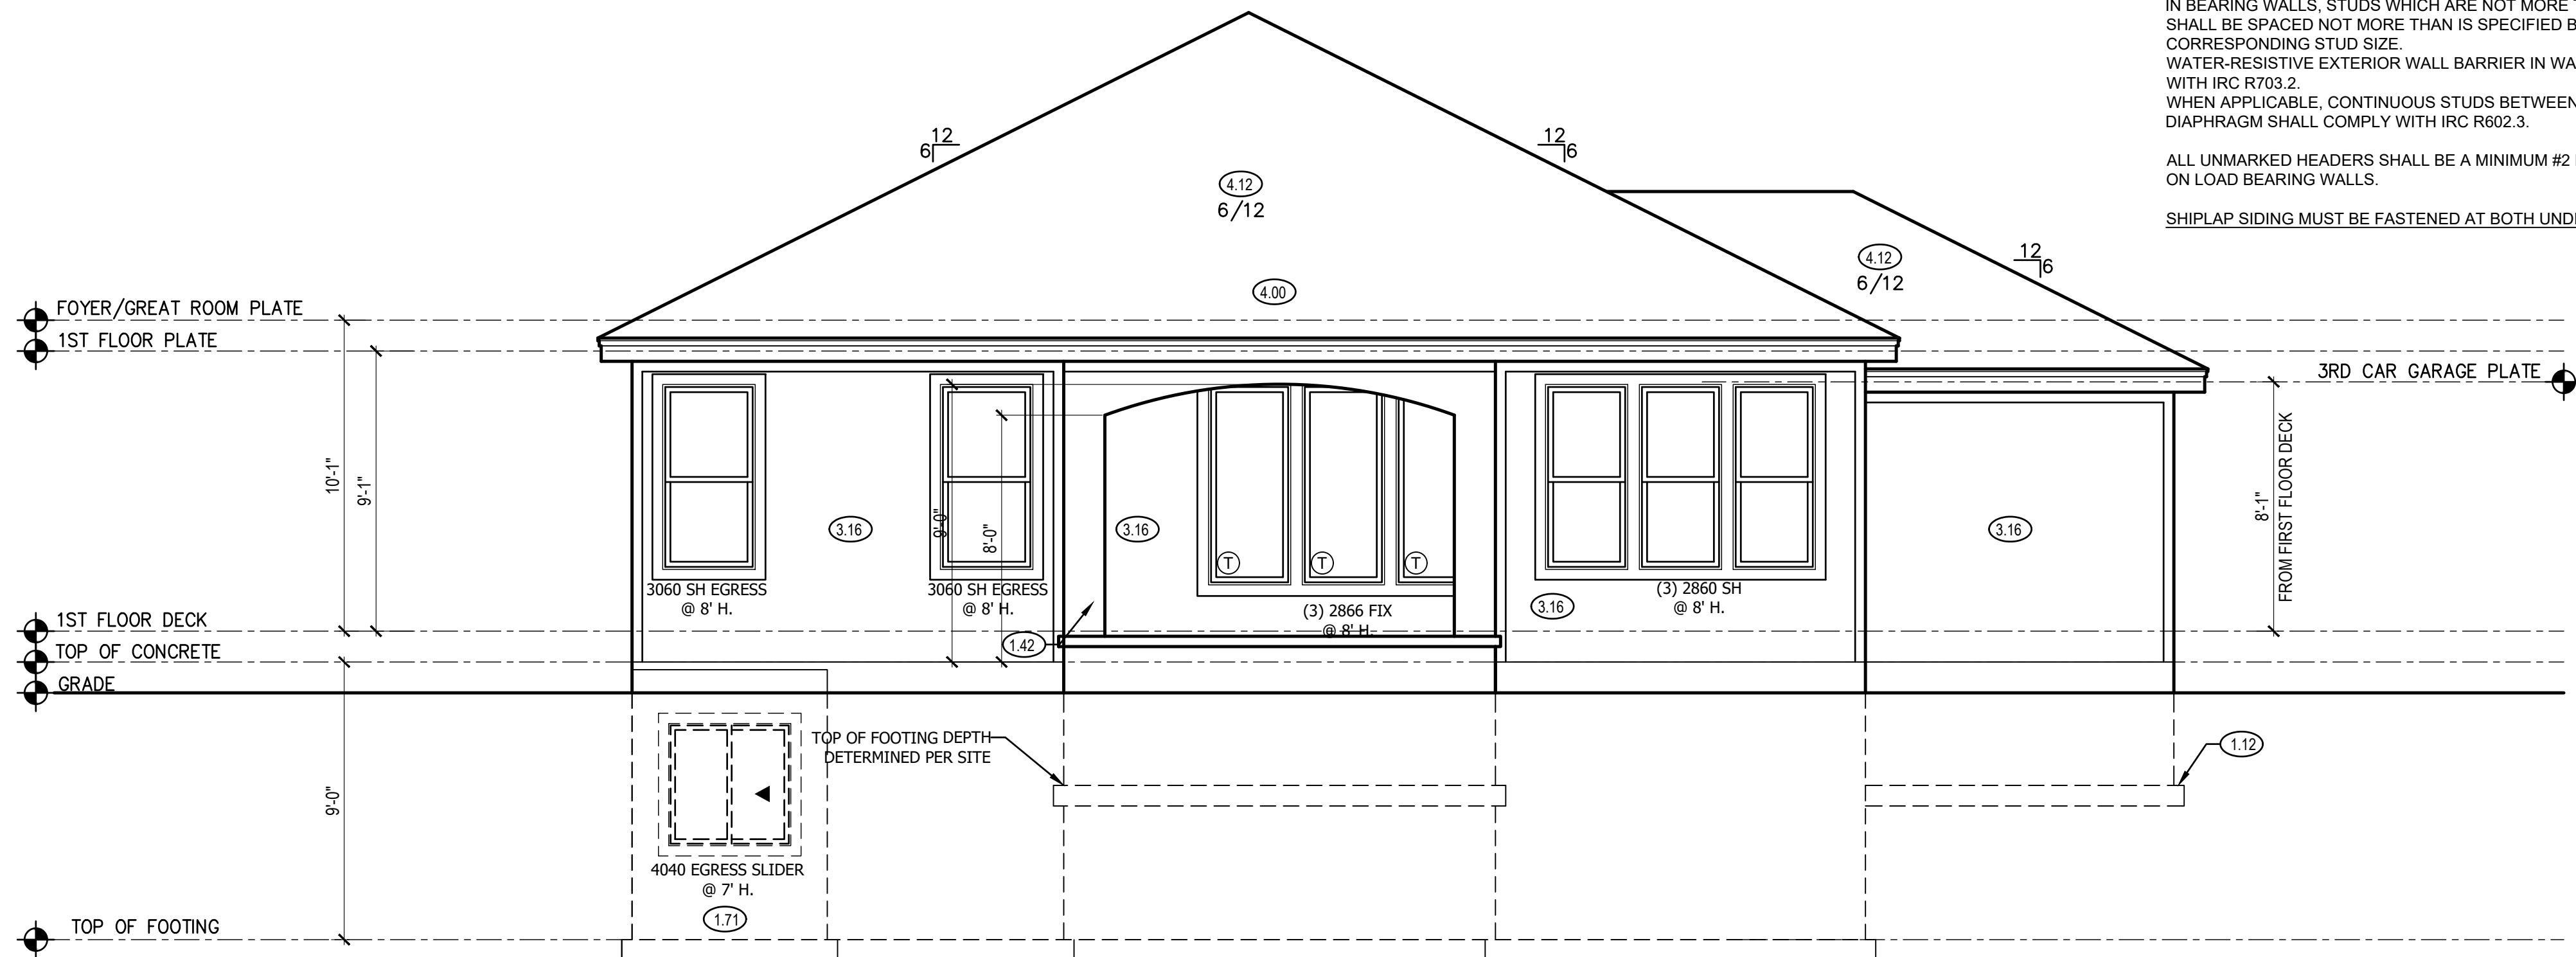 IN BEARING WALLS, STUDS WHICH ARE NOT MORE
SHALL BE SPACED NOT MORE THAN IS SPECIFIED
CORRESPONDING STUD SIZE.
WATER-RESISTIVE EXTERIOR WALL BARRIER IN
WITH IRC R703.2.
WHEN APPLICABLE, CONTINUOUS STUDS BETWEEN
DIAPHRAGM SHALL COMPLY WITH IRC R602.3.
ALL UNMARKED HEADERS SHALL BE A MINIMUM #2
ON LOAD BEARING WALLS.
SHIPLAP SIDING MUST BE FASTENED AT BOTH
12
6
12
6
4.12
6/12
12
6
4.12
6/12
4.00
FOYER/GREAT ROOM PLATE
1ST FLOOR PLATE
3RD CAR GARAGE PLATE
10'-1"
9'-1"
9'-0"
8'-0"
8'-1"
FROM FIRST FLOOR DECK
3.16
3.16
3.16
T
T
T
3060 SH EGRESS
@ 8' H.
3060 SH EGRESS
@ 8' H.
(3) 2866 FIX
@ 8' H.
(3) 2860 SH
@ 8' H.
3.16
1ST FLOOR DECK
1.42
TOP OF CONCRETE
GRADE
TOP OF FOOTING DEPTH
DETERMINED PER SITE
1.12
9'-0"
4040 EGRESS SLIDER
@ 7' H.
1.71
TOP OF FOOTING